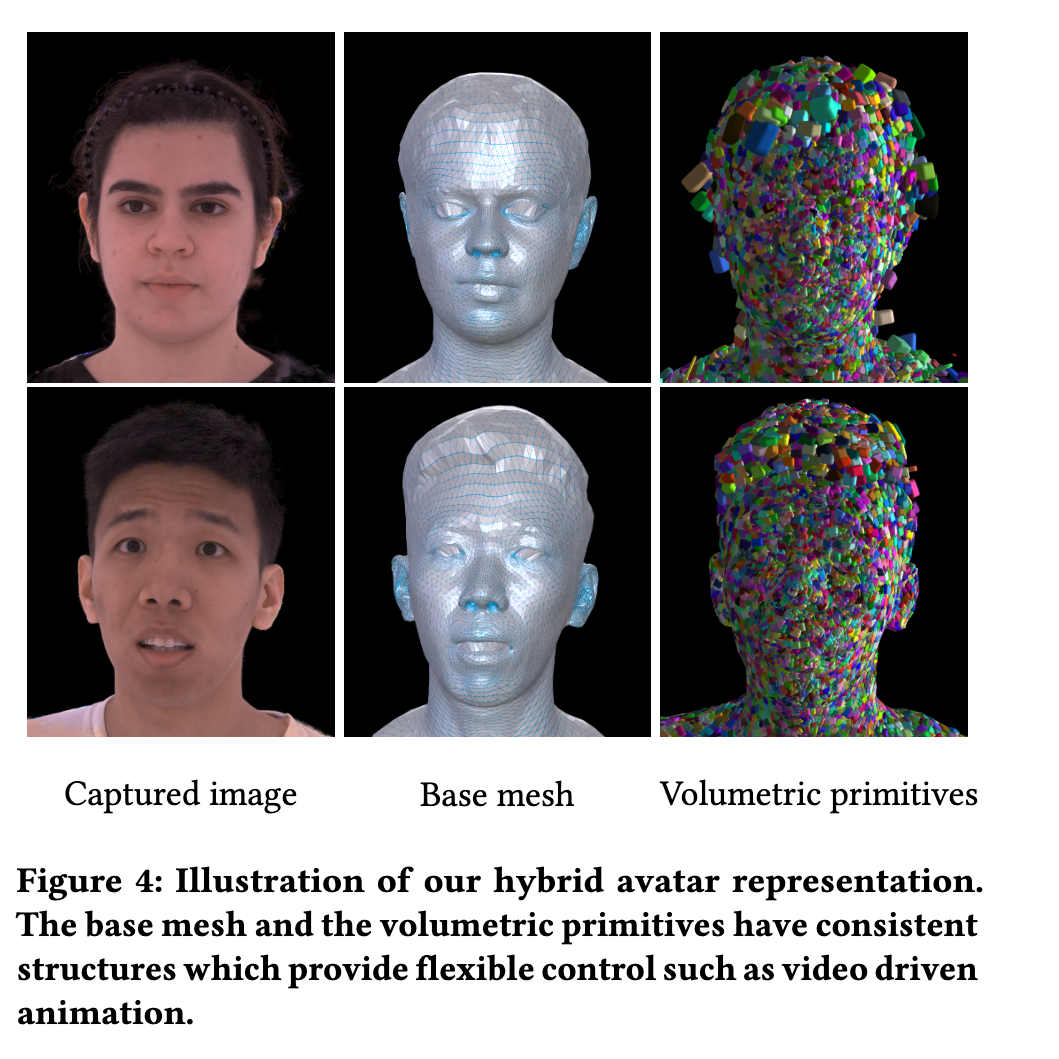 Captured image
Base mesh
Volumetric primitives
Figure 4: Illustration of our hybrid avatar representation.
The base mesh and the volumetric primitives have consistent
structures which provide flexible control such as video driven
animation.